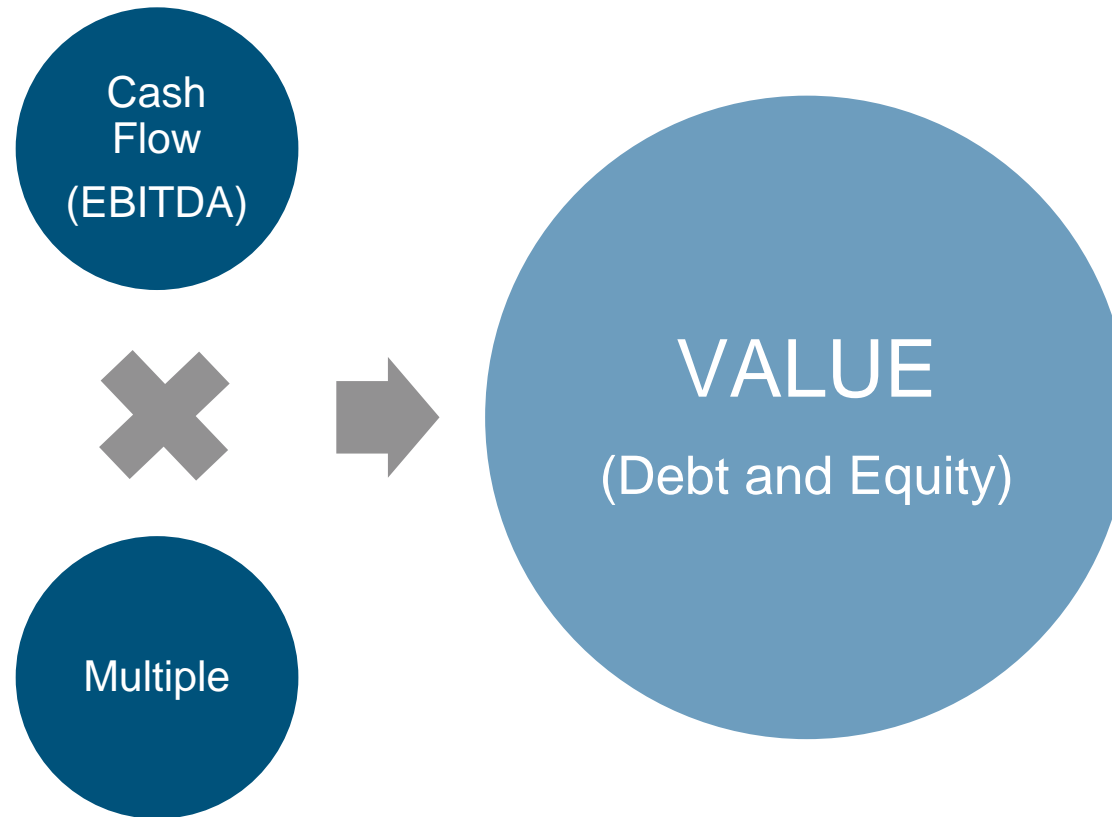 Cash
Flow
(EBITDA)
VALUE
(Debt and Equity)
Multiple